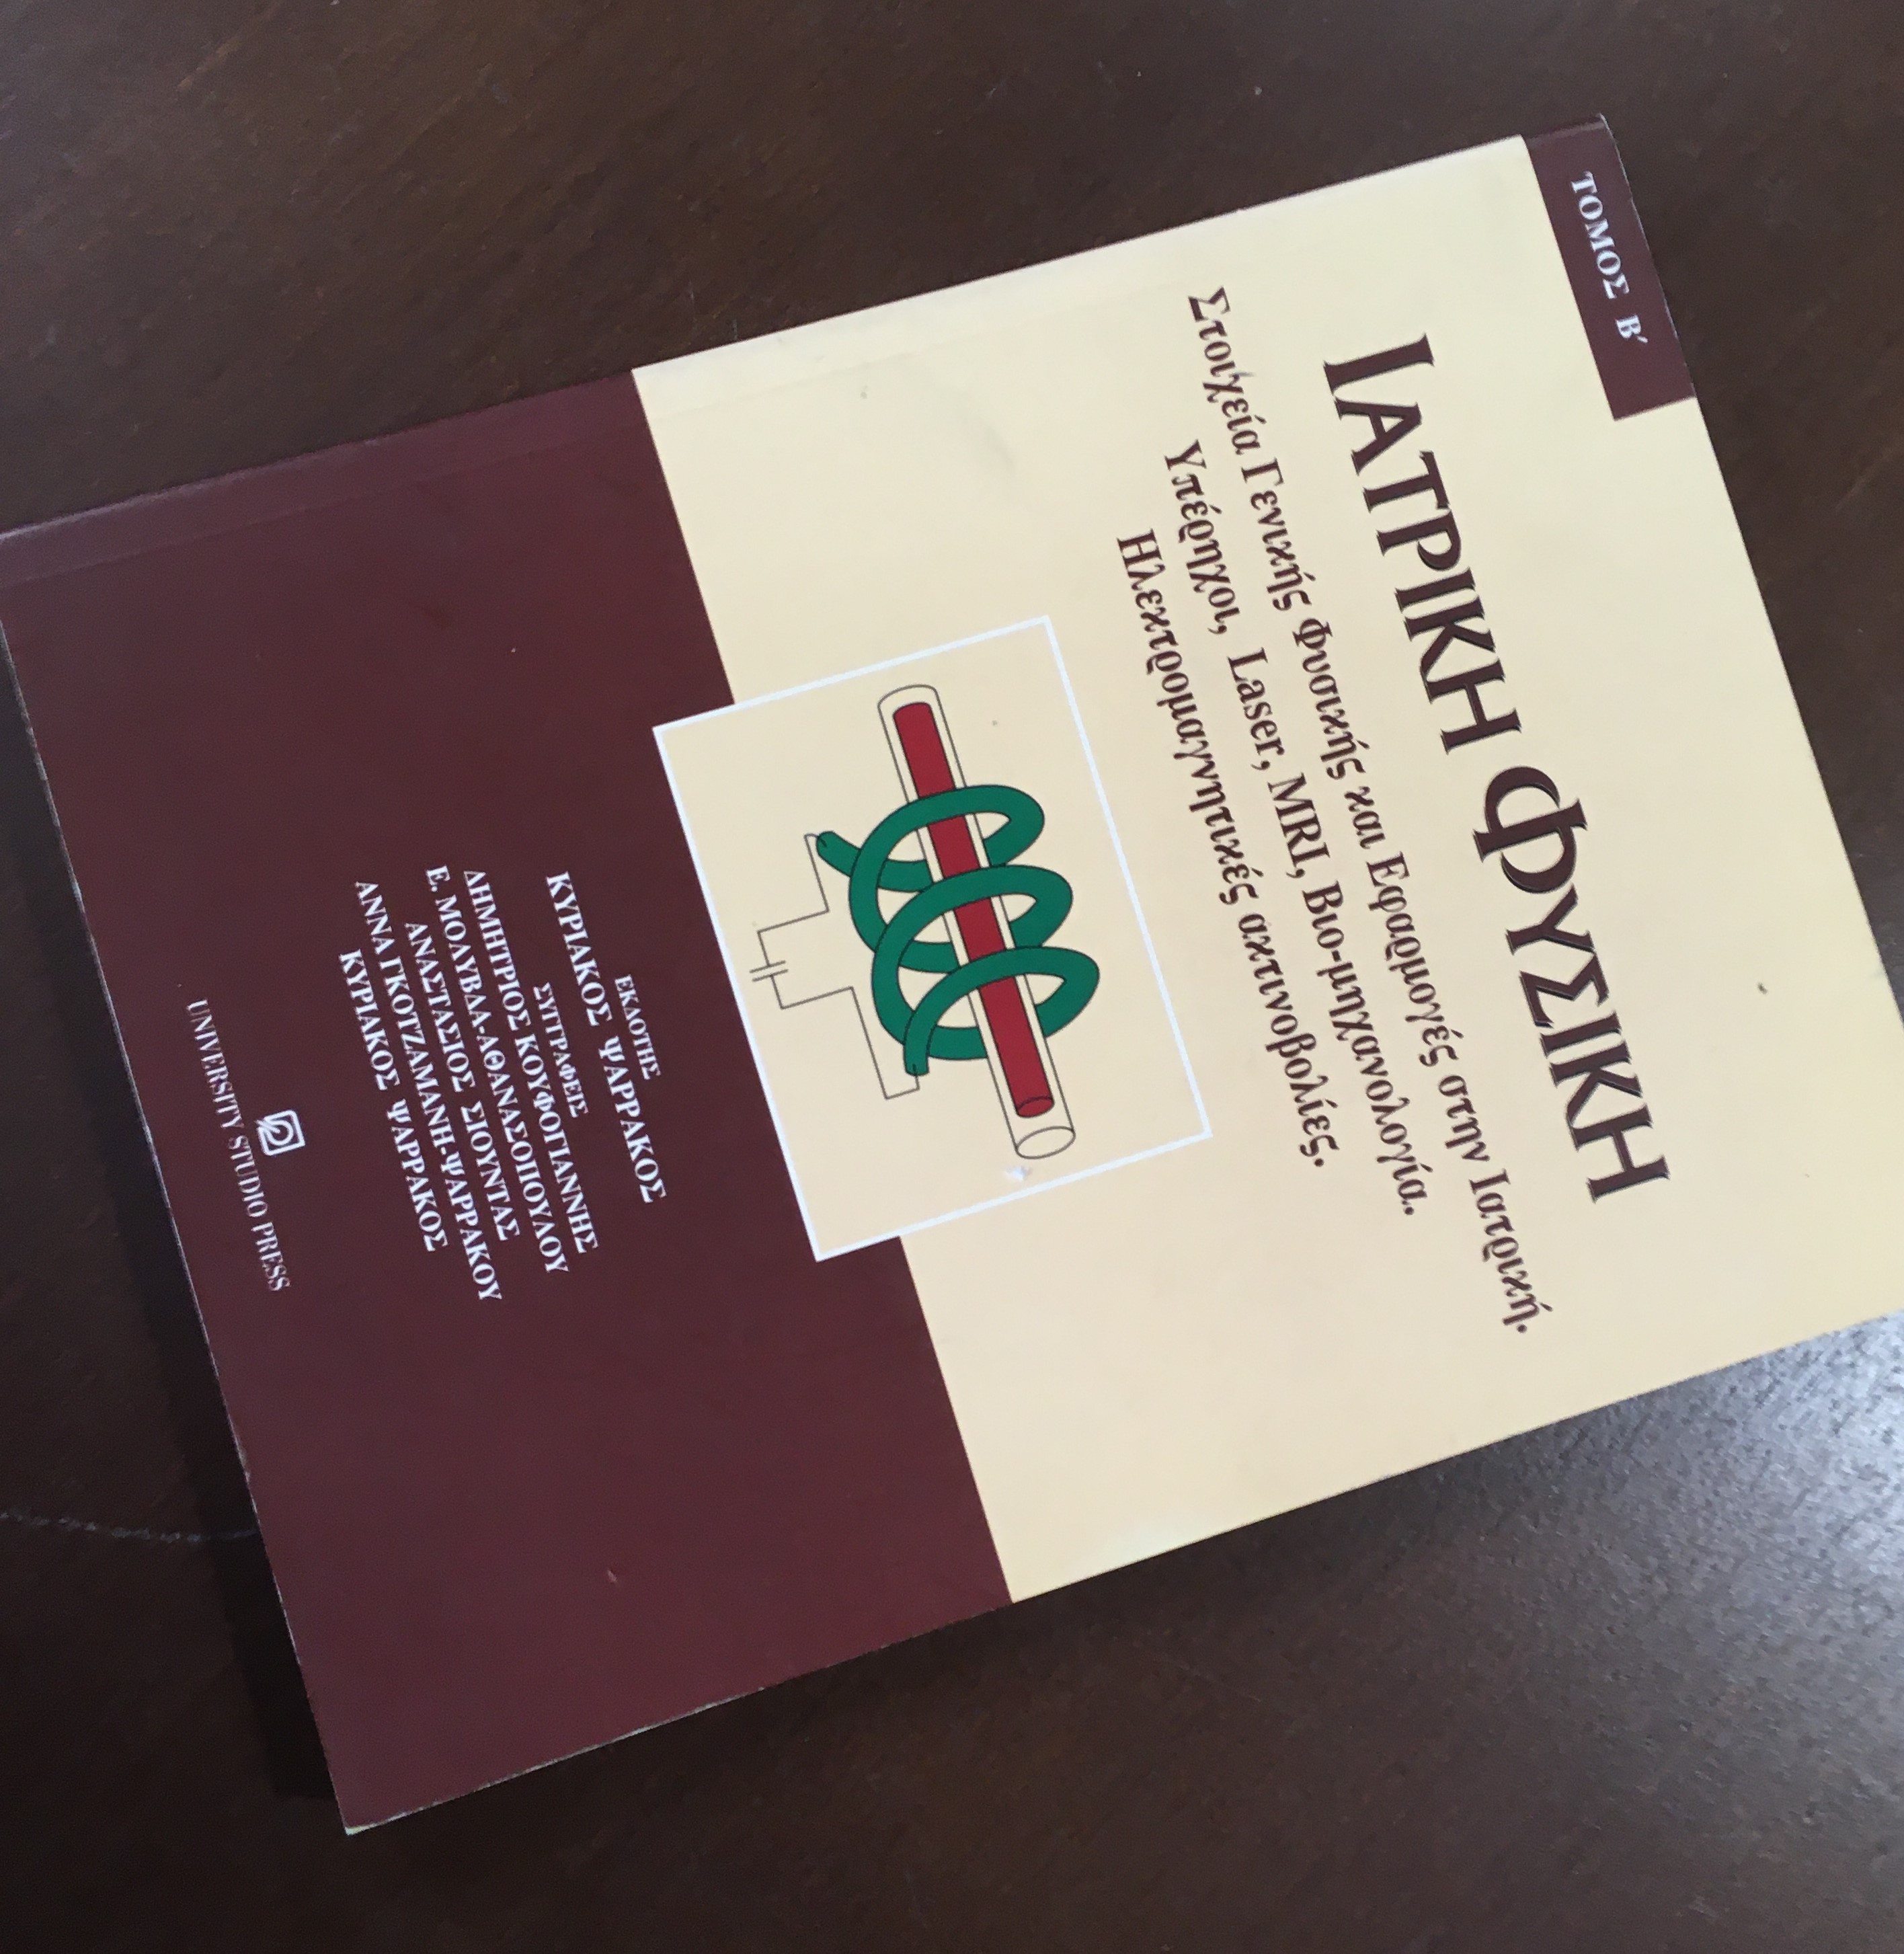 ΤΟΜΟΣ Β΄
ΙΑΤΡΙΚΗ ΦΥΣΙΚΗ
Στοιχεία Γενικής Φυσικής και Εφαρμογές στην Ιατρική.
Υπέρηχοι, Laser, MRI, Βιο-μηχανολογία.
Ηλεκτρομαγνητικές ακτινοβολίες.
ΕΚΔΟΤΗΣ
ΚΥΡΙΑΚΟΣ ΨΑΡΡΑΚΟΣ
ΣΥΓΓΡΑΦΕΙΣ
ΔΗΜΗΤΡΙΟΣ ΚΟΥΦΟΓΙΑΝΝΗΣ
Ε. ΜΟΛΥΒΔΑ-ΑΘΑΝΑΣΟΠΟΥΛΟΥ
ΑΝΑΣΤΑΣΙΟΣ ΣΙΟΥΝΤΑΣ
ΑΝΝΑ ΓΚΟΤΖΑΜΑΝΗ-ΨΑΡΡΑΚΟΥ
ΚΥΡΙΑΚΟΣ ΨΑΡΡΑΚΟΣ
UNIVERSITY STUDIO PRESS